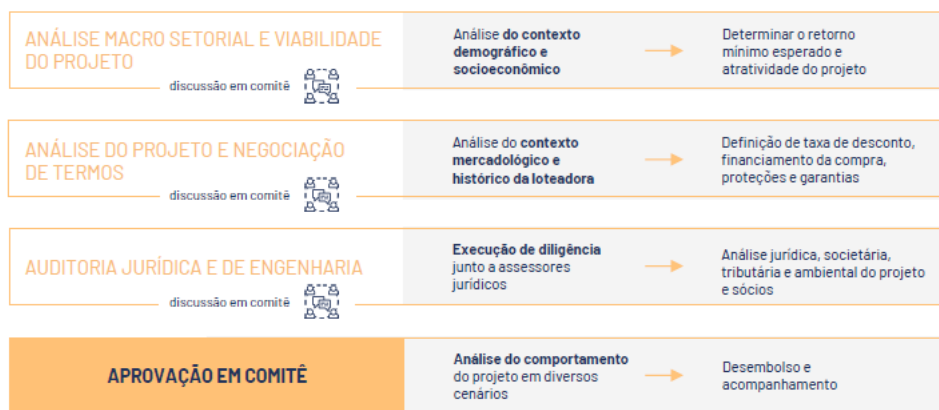 ANÁLISE MACRO SETORIAL E VIABILIDADE
DO PROJETO
discussão em comitê
Análise do contexto
demográfico e
socioeconômico
Determinar o retorno
mínimo esperado e
atratividade do projeto
ANÁLISE DO PROJETO E NEGOCIAÇÃO
DE TERMOS
discussão em comitê
Análise do contexto
mercadológico e
histórico da loteadora
Definição de taxa de desconto,
financiamento da compra,
proteções e garantias
AUDITORIA JURÍDICA E DE ENGENHARIA
discussão em comitê
Execução de diligência
junto a assessores
jurídicos
Análise jurídica, societária,
tributária e ambiental do projeto
e sócios
APROVAÇÃO EM COMITÊ
Análise do comportamento
do projeto em diversos
cenários
Desembolso e
acompanhamento